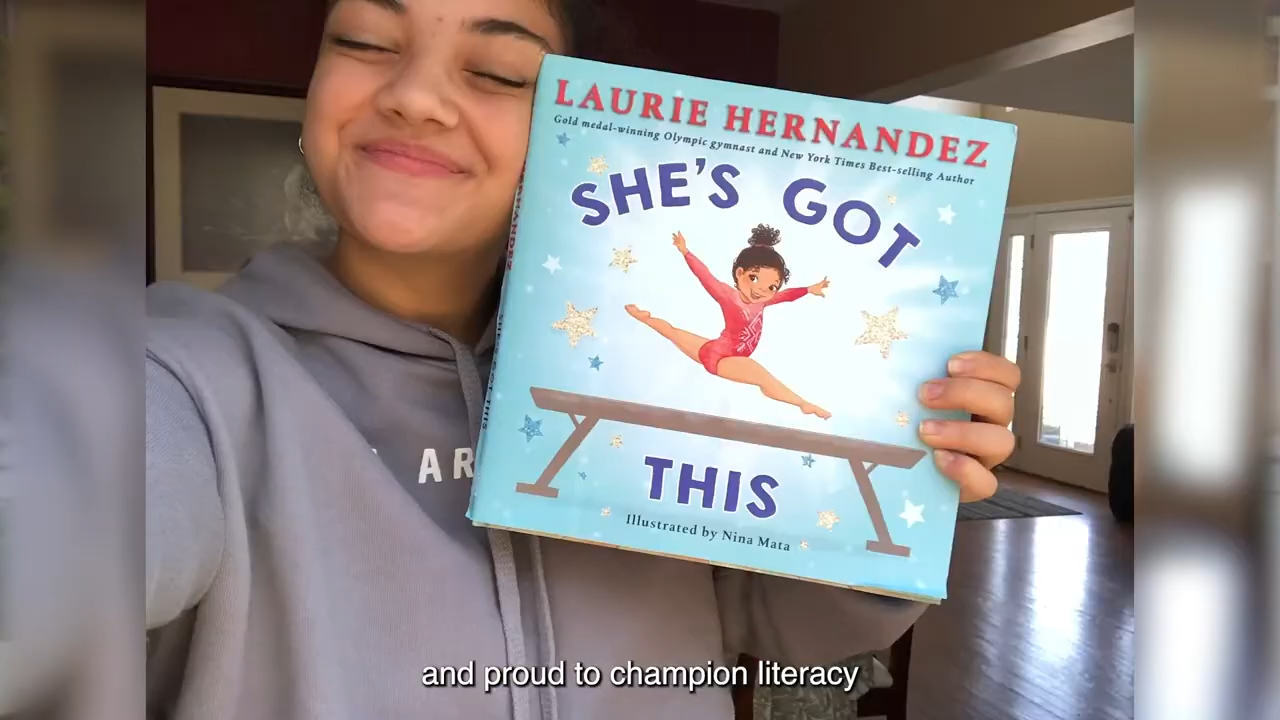 LAURIE HERNANDEZ
Gold medal-winning Olympic gymnast and New York Times Best-selling Author
SHE'S GOT
THIS
Illustrated by Nina Mata
AR
and proud to champion literacy